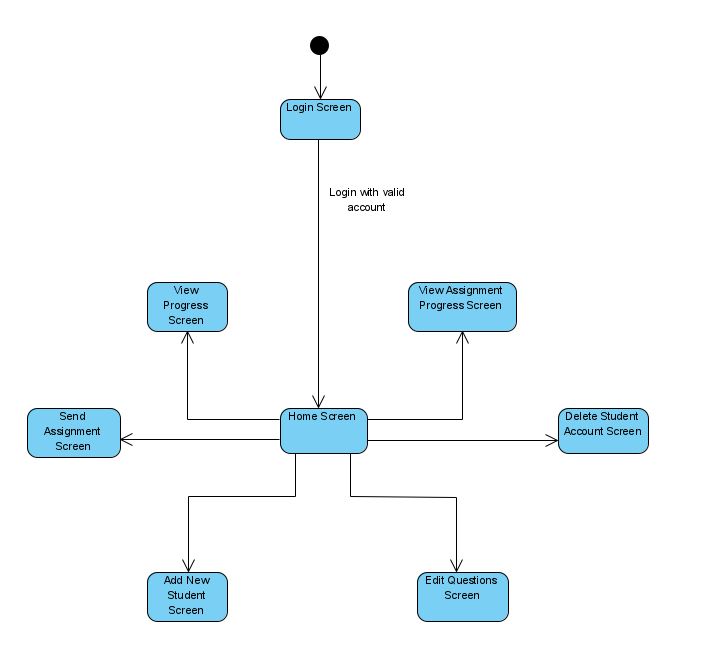 Login Screen
Login with valid
account
View
Progress
Screen
View Assignment
Progress Screen
Send
Assignment
Screen
Home Screen
Delete Student
Account Screen
Add New
Student
Screen
Edit Questions
Screen